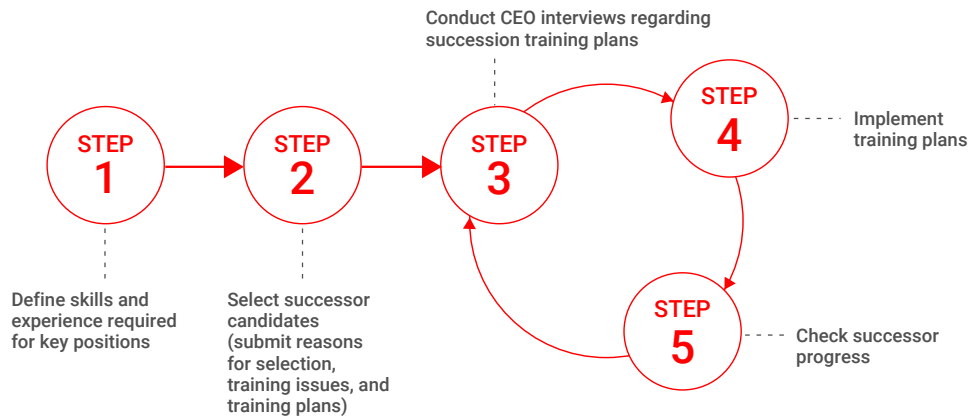 STEP
1
Define skills and
experience required
for key positions
STEP
2
Select successor
candidates
(submit reasons
for selection,
training issues, and
training plans)
Conduct CEO interviews regarding
succession training plans
STEP
3
STEP
4
Implement
training plans
STEP
5
Check successor
progress